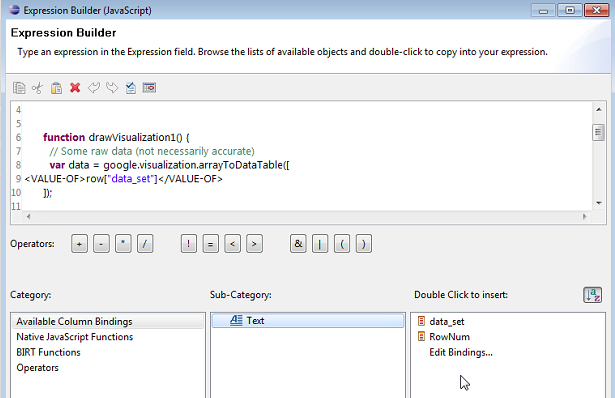 Expression Builder (JavaScript)
Expression Builder
Type an expression in the Expression field. Browse the lists of available objects and double-click to copy into your expression.
4
5
6 function drawVisualization1() {
7 // Some raw data (not necessarily accurate)
8 var data = google.visualization.arrayToDataTable([
9 <VALUE-OF>row["data_set"]</VALUE-OF>
10 ]);
11
Operators: + - * / ! = < > & | ( )
Category: Sub-Category: Double Click to insert:
Available Column Bindings Text data_set
Native JavaScript Functions RowNum
BIRT Functions Edit Bindings...
Operators